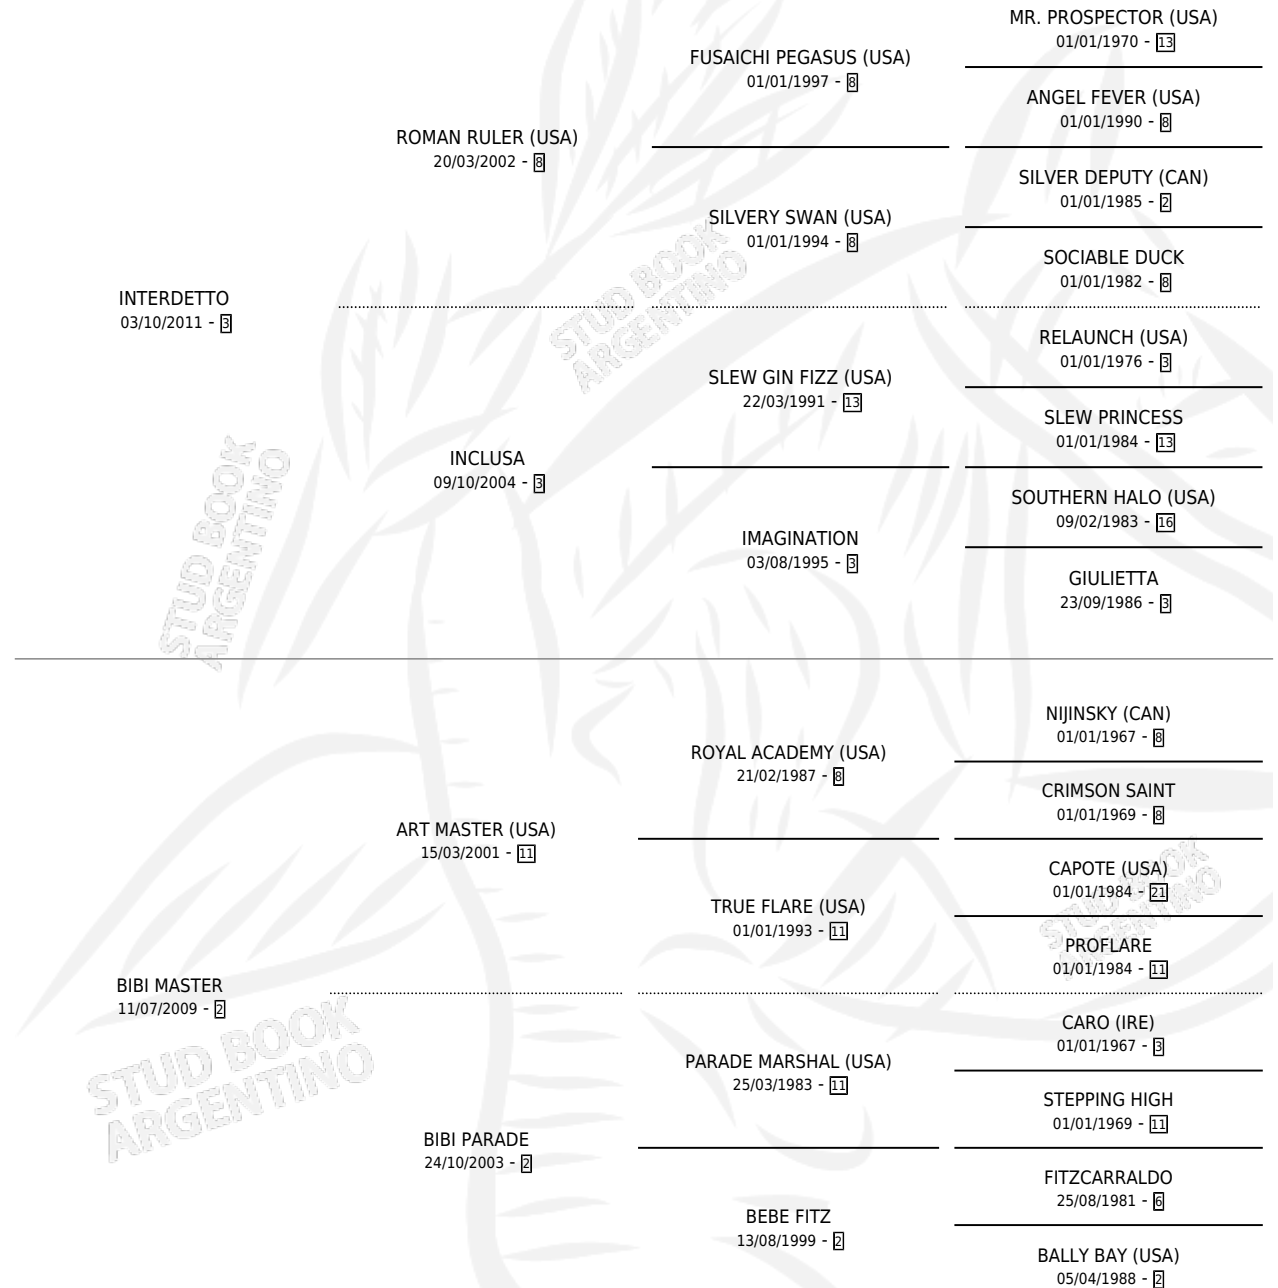 MR. PROSPECTOR (USA)
01/01/1970 - 13
FUSAICHI PEGASUS (USA)
01/01/1997 - 8
ANGEL FEVER (USA)
01/01/1990 - 8
ROMAN RULER (USA)
20/03/2002 - 8
SILVER DEPUTY (CAN)
01/01/1985 - 2
SILVERY SWAN (USA)
01/01/1994 - 8
SOCIABLE DUCK
01/01/1982 - 8
STUD BOOK
ARGENTINO
INTERDETTO
03/10/2011 - 3
RELAUNCH (USA)
01/01/1976 - 3
SLEW GIN FIZZ (USA)
22/03/1991 - 13
SLEW PRINCESS
01/01/1984 - 13
INCLUSA
09/10/2004 - 3
SOUTHERN HALO (USA)
09/02/1983 - 16
IMAGINATION
03/08/1995 - 3
GIULIETTA
23/09/1986 - 3
STUD BOOK
ARGENTINO
NIJINSKY (CAN)
01/01/1967 - 8
ROYAL ACADEMY (USA)
21/02/1987 - 8
CRIMSON SAINT
01/01/1969 - 8
ART MASTER (USA)
15/03/2001 - 11
CAPOTE (USA)
01/01/1984 - 21
TRUE FLARE (USA)
01/01/1993 - 11
PROFLARE
01/01/1984 - 11
STUD BOOK
ARGENTINO
BIBI MASTER
11/07/2009 - 2
CARO (IRE)
01/01/1967 - 3
PARADE MARSHAL (USA)
25/03/1983 - 11
STEPPING HIGH
01/01/1969 - 11
STUD BOOK
ARGENTINO
BIBI PARADE
24/10/2003 - 2
FITZCARRALDO
25/08/1981 - 6
BEBE FITZ
13/08/1999 - 2
BALLY BAY (USA)
05/04/1988 - 2